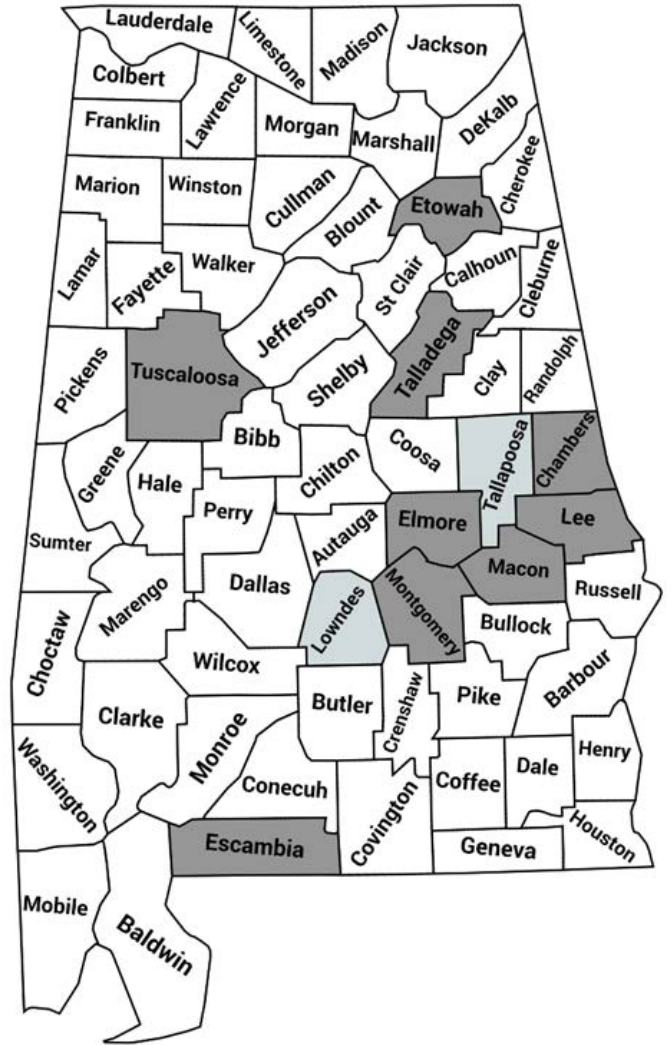 Lauderdale
Limestone
Madison
Jackson
Colbert
Lawrence
Franklin
Morgan
Marshall
DeKalb
Cherokee
Marion
Winston
Cullman
Blount
Etowah
Lamar
Fayette
Walker
Jefferson
St Clair
Calhoun
Cleburne
Pickens
Tuscaloosa
Shelby
Talladega
Clay
Randolph
Greene
Hale
Bibb
Chilton
Coosa
Tallapoosa
Chambers
Sumter
Perry
Autauga
Elmore
Lee
Marengo
Dallas
Lowndes
Montgomery
Macon
Russell
Choctaw
Wilcox
Bullock
Clarke
Monroe
Butler
Crenshaw
Pike
Barbour
Washington
Conecuh
Covington
Coffee
Dale
Henry
Escambia
Geneva
Houston
Mobile
Baldwin